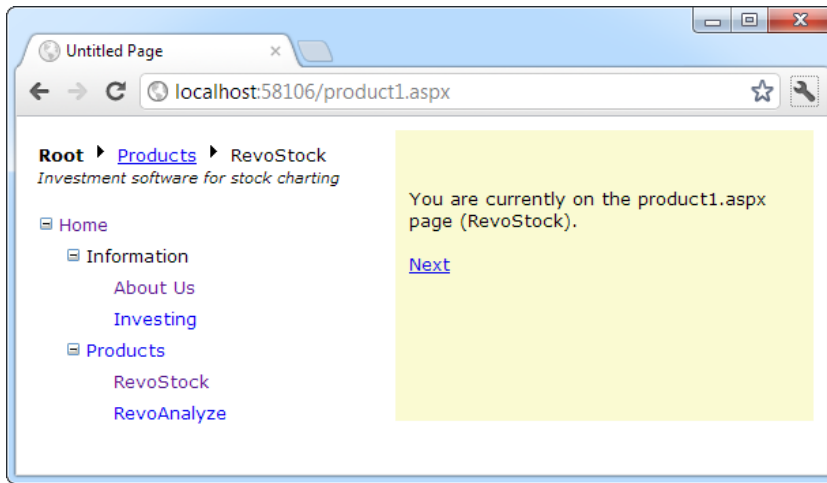 Untitled Page
localhost:58106/product1.aspx
Root Products RevoStock
Investment software for stock charting
Home
Information
About Us
Investing
Products
RevoStock
RevoAnalyze
You are currently on the product1.aspx
page (RevoStock).
Next